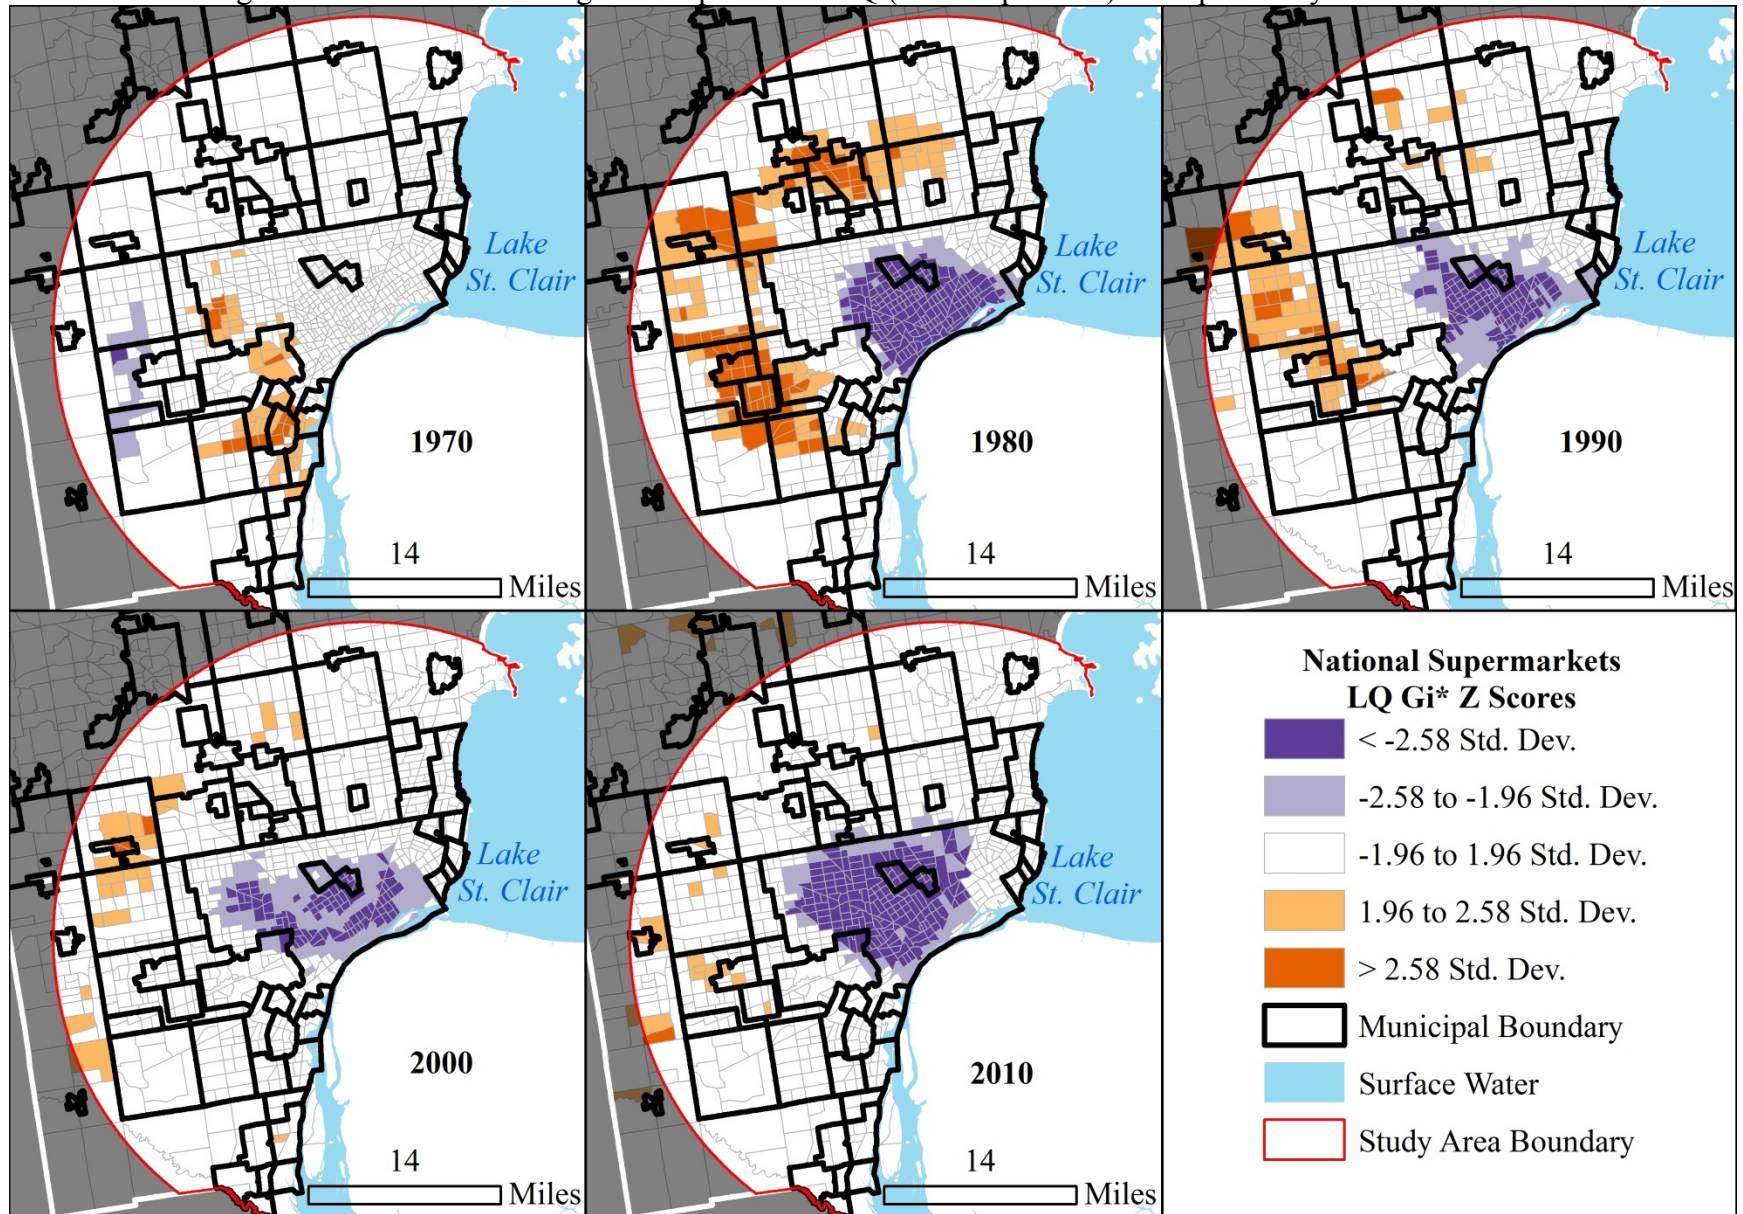 Lake
St. Clair
1970
14
Miles
Lake
St. Clair
1980
14
Miles
Lake
St. Clair
1990
14
Miles
Lake
St. Clair
2000
14
Miles
Lake
St. Clair
2010
14
Miles
National Supermarkets
LQ Gi* Z Scores
< -2.58 Std. Dev.
-2.58 to -1.96 Std. Dev.
-1.96 to 1.96 Std. Dev.
1.96 to 2.58 Std. Dev.
> 2.58 Std. Dev.
Municipal Boundary
Surface Water
Study Area Boundary